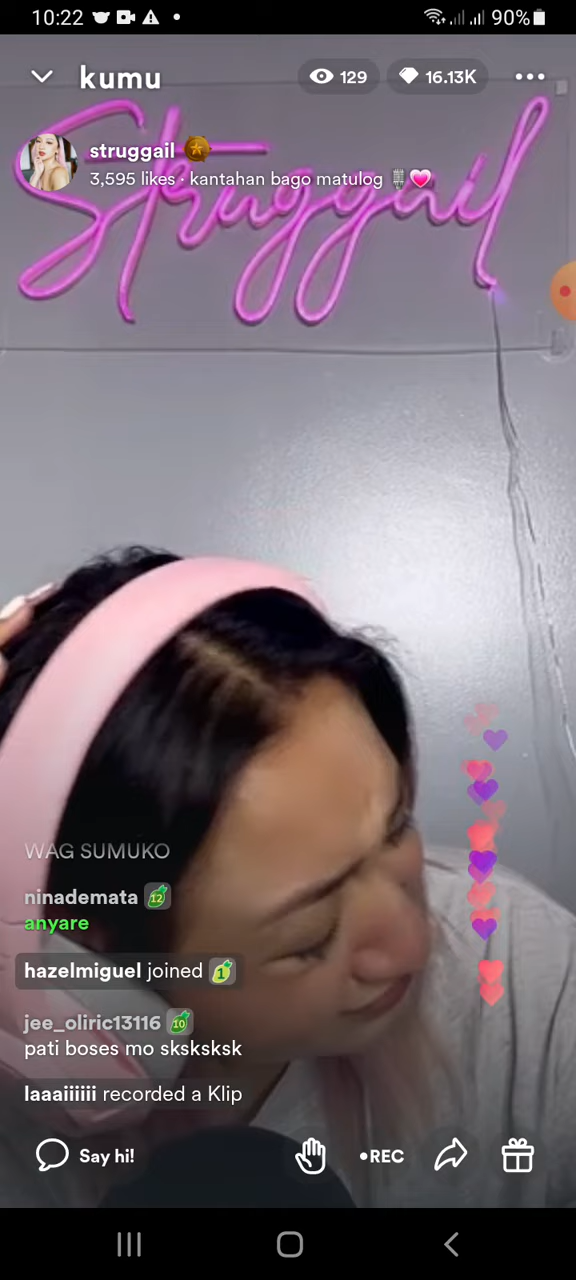 10:22
90%
kumu
129
16.13K
struggail
3,595 likes · kantahan bago matulog
Struggail
WAG SUMUKO
ninademata 12
anyare
hazelmiguel joined 1
jee_oliric13116 10
pati boses mo sksksksk
laaaiiiiii recorded a Klip
Say hi!
•REC